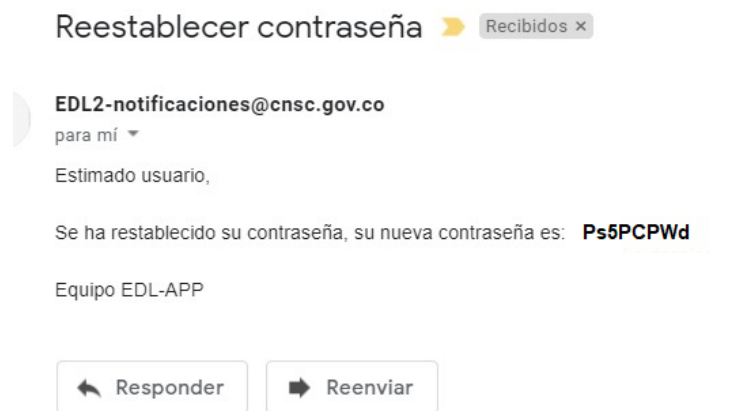 Reestablecer contraseña Recibidos ×
EDL2-notificaciones@cnsc.gov.co
para mí
Estimado usuario,
Se ha restablecido su contraseña, su nueva contraseña es: Ps5PCPWd
Equipo EDL-APP
Responder Reenviar